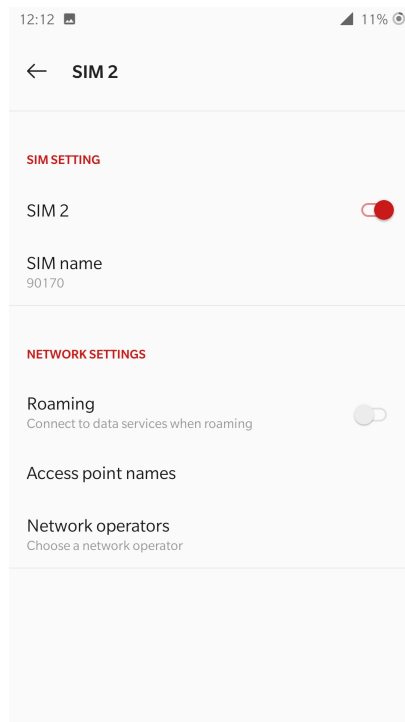 12:12 11%
SIM 2
SIM SETTING
SIM 2
SIM name
90170
NETWORK SETTINGS
Roaming
Connect to data services when roaming
Access point names
Network operators
Choose a network operator